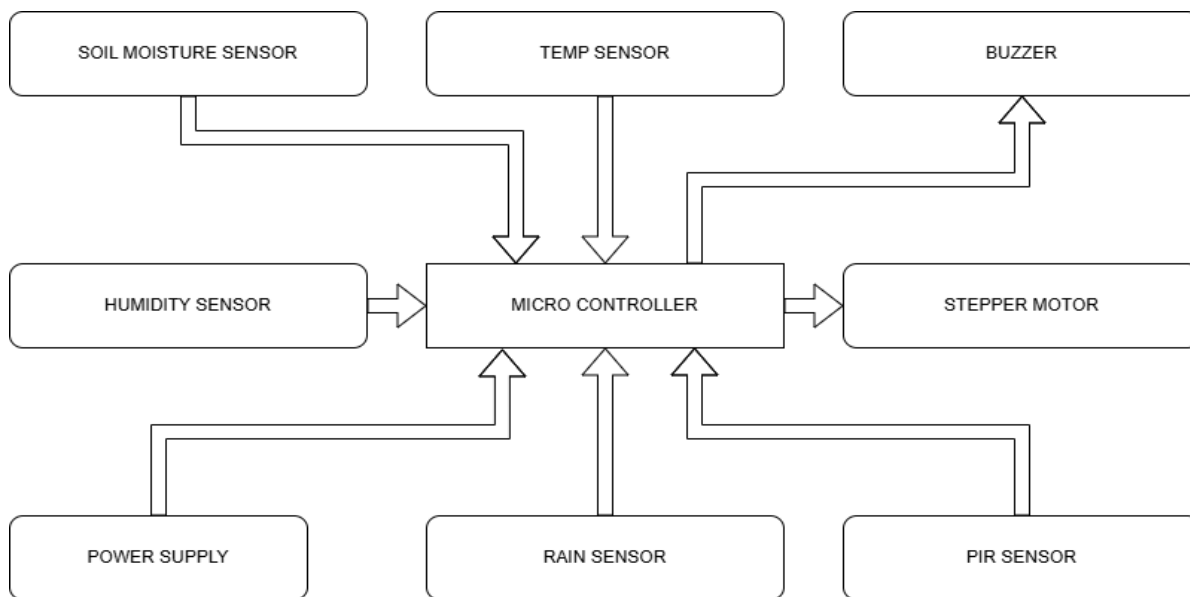 SOIL MOISTURE SENSOR
TEMP SENSOR
BUZZER
HUMIDITY SENSOR
MICRO CONTROLLER
STEPPER MOTOR
POWER SUPPLY
RAIN SENSOR
PIR SENSOR